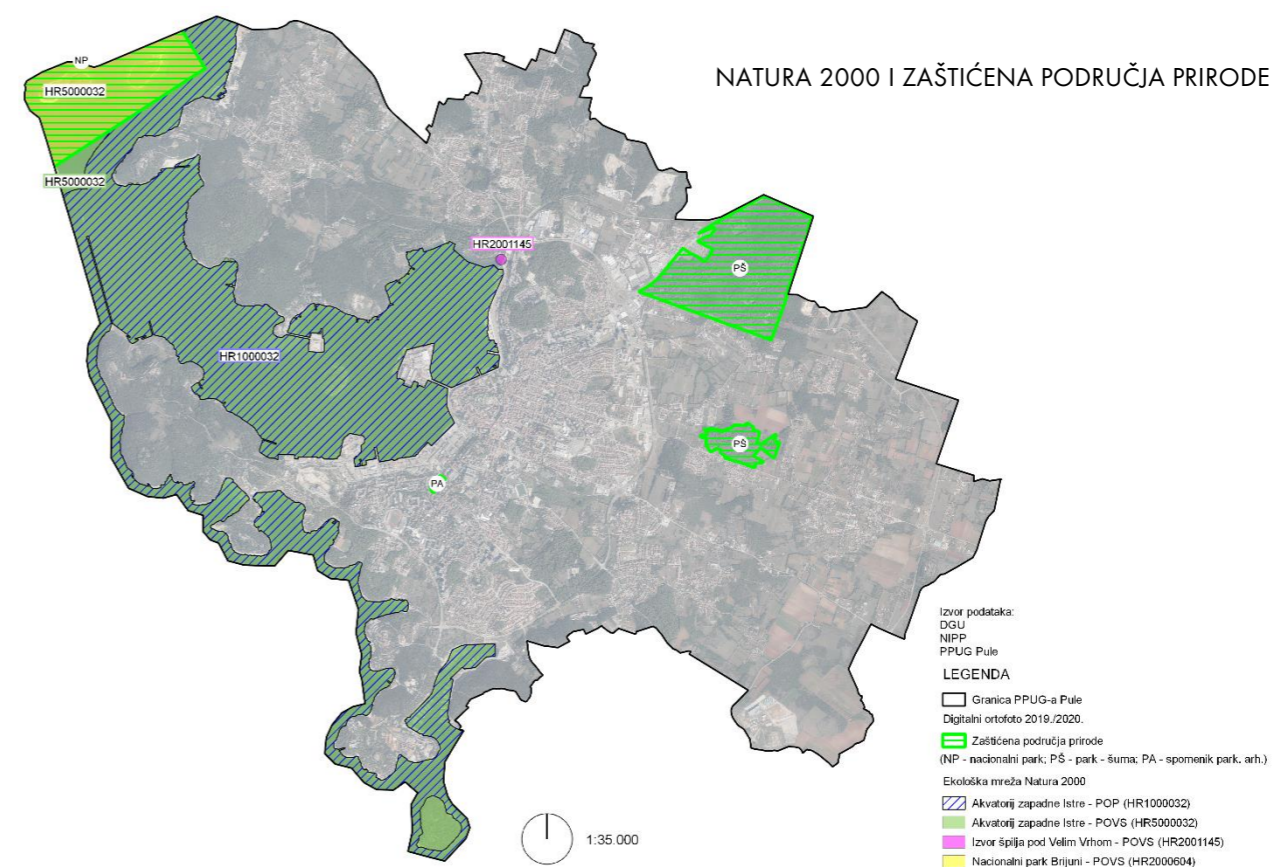 NATURA 2000 I ZAŠTIĆENA PODRUČJA PRIRODE
NP
HR5000032
HR5000032
HR2001145
PŠ
HR1000032
PŠ
PA
Izvor podataka:
DGU
NIPP
PPUG Pule
LEGENDA
Granica PPUG-a Pule
Digitalni ortofoto 2019./2020.
Zaštićena područja prirode
(NP - nacionalni park; PŠ - park - šuma; PA - spomenik park. arh.)
Ekološka mreža Natura 2000
Akvatorij zapadne Istre - POP (HR1000032)
Akvatorij zapadne Istre - POVS (HR5000032)
Izvor špilja pod Velim Vrhom - POVS (HR2001145)
Nacionalni park Brijuni - POVS (HR2000604)
1:35.000